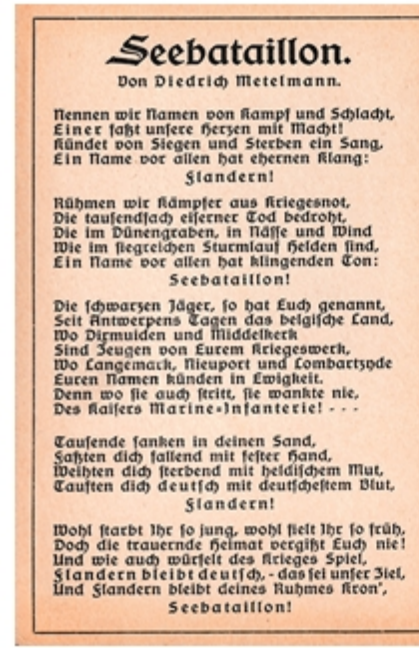 Seebataillon.
Von Diedrich Metelmann.
Nennen wir Namen von Kampf und Schlacht,
Einer faßt unsere Herzen mit Macht!
Kündet von Siegen und Sterben ein Sang,
Ein Name vor allen hat ehernen Klang:
Flandern!
Rühmen wir Kämpfer aus Kriegesnot,
Die tausendfach eiserner Tod bedroht,
Die im Dünengraben, in Nässe und Wind
Wie im siegreichen Sturmlauf Helden sind,
Ein Name vor allen hat klingenden Ton:
Seebataillon!
Die schwarzen Jäger, so hat Euch genannt,
Seit Antwerpens Tagen das belgische Land,
Wo Dixmuiden und Middelkerk
Sind Zeugen von Eurem Kriegeswerk,
Wo Langemark, Nieuport und Lombartzyde
Euren Namen künden in Ewigkeit.
Denn wo sie auch stritt, sie wankte nie,
Des Kaisers Marine=Infanterie! - - -
Tausende sanken in deinen Sand,
Faßten dich fallend mit fester Hand,
Weihten dich sterbend mit heldischem Mut,
Tauften dich deutsch mit deutschestem Blut,
Flandern!
Wohl starbt Ihr so jung, wohl fielt Ihr so früh,
Doch die trauernde Heimat vergißt Euch nie!
Und wie auch würfelt des Krieges Spiel,
Flandern bleibt deutsch, - das sei unser Ziel,
Und Flandern bleibt deines Ruhmes Kron',
Seebataillon!